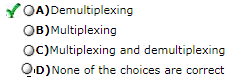 A)Demultiplexing
B)Multiplexing
C)Multiplexing and demultiplexing
D)None of the choices are correct